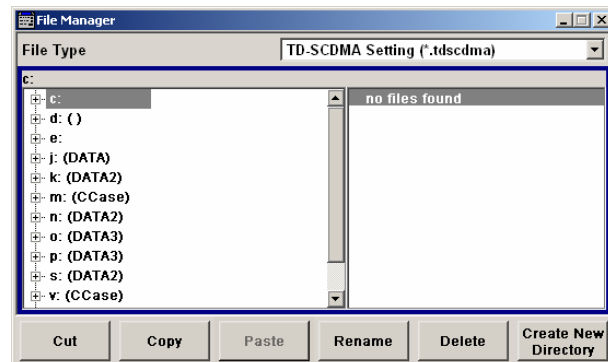 File Manager
File Type
TD-SCDMA Setting (*.tdscdma)
c:
c:
no files found
d: ( )
e:
j: (DATA)
k: (DATA2)
m: (CCase)
n: (DATA2)
o: (DATA3)
p: (DATA3)
s: (DATA2)
v: (CCase)
Cut
Copy
Paste
Rename
Delete
Create New
Directory